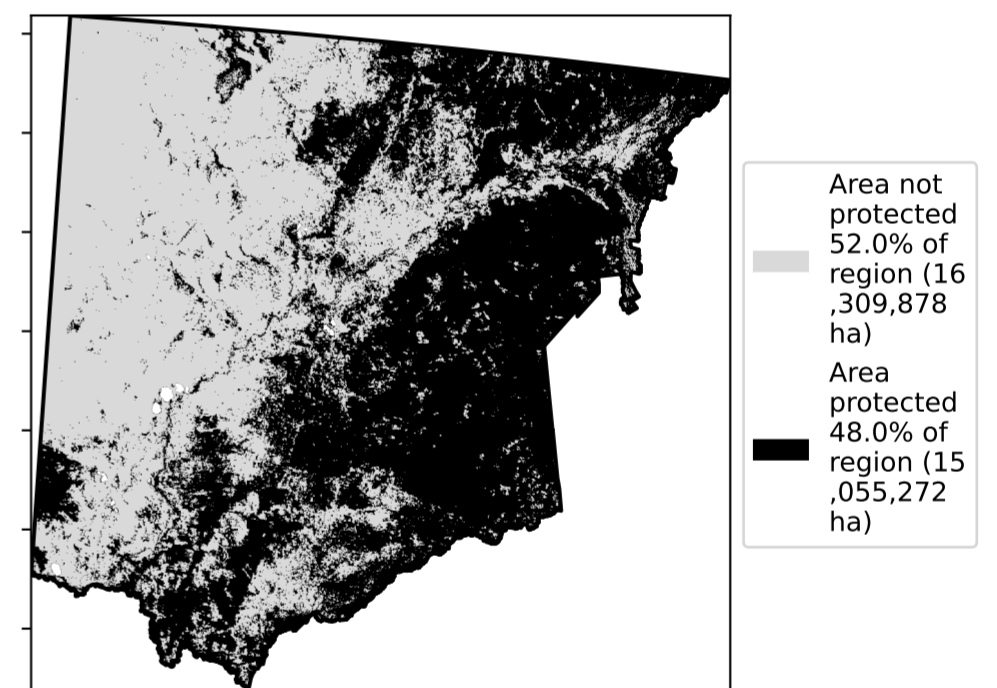 Area not
protected
52.0% of
region (16
,309,878
ha)
Area
protected
48.0% of
region (15
,055,272
ha)